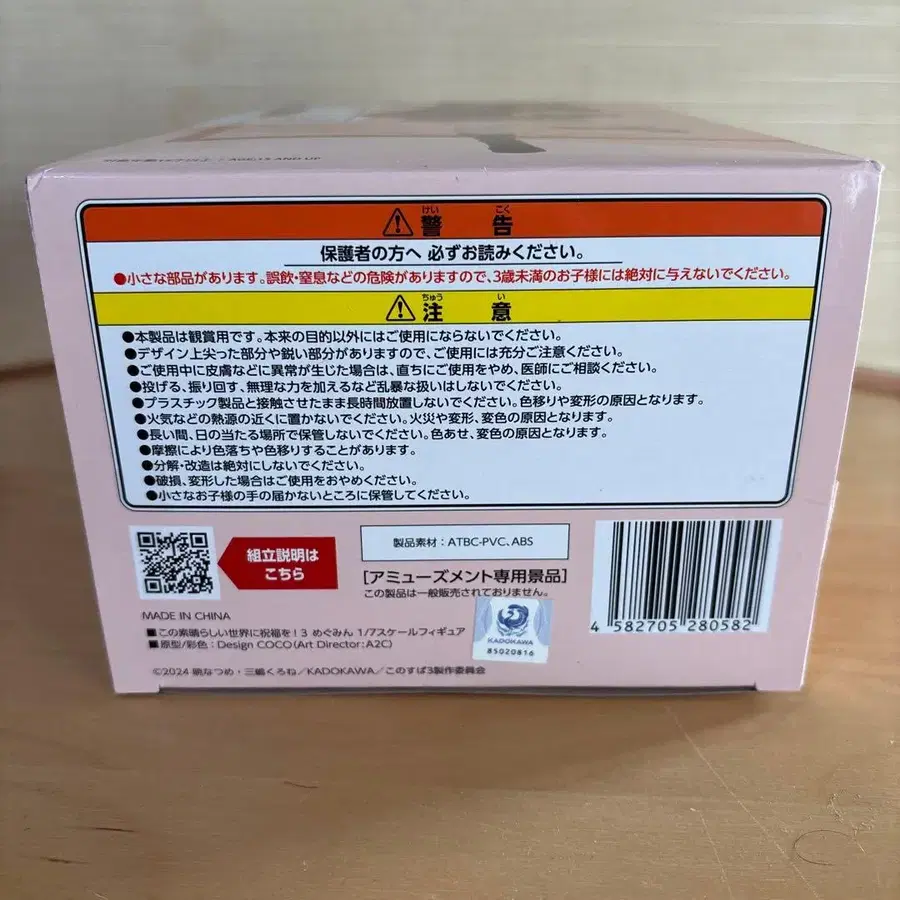 対象年齢15才以上 / AGE:15 AND UP
けい こく
警 告
保護者の方へ 必ずお読みください。
●小さな部品があります。誤飲・窒息などの危険がありますので、3歳未満のお子様には絶対に与えないでください。
ちゅう い
注 意
●本製品は観賞用です。本来の目的以外にはご使用にならないでください。
●デザイン上尖った部分や鋭い部分がありますので、ご使用には充分ご注意ください。
●ご使用中に皮膚などに異常が生じた場合は、直ちにご使用をやめ、医師にご相談ください。
●投げる、振り回す、無理な力を加えるなど乱暴な扱いはしないでください。
●プラスチック製品と接触させたまま長時間放置しないでください。色移りや変形の原因となります。
●火気などの熱源の近くに置かないでください。火災や変形、変色の原因となります。
●長い間、日の当たる場所で保管しないでください。色あせ、変色の原因となります。
●摩擦により色落ちや色移りすることがあります。
●分解・改造は絶対にしないでください。
●破損、変形した場合はご使用をおやめください。
●小さなお子様の手の届かないところに保管してください。
組立説明は
こちら
製品素材：ATBC-PVC、ABS
[アミューズメント専用景品]
この製品は一般販売されておりません。
KADOKAWA
85020816
4 582705 280582
MADE IN CHINA
■この素晴らしい世界に祝福を！3 めぐみん 1/7スケールフィギュア
■原型/彩色：Design COCO(Art Director:A2C)
©2024 暁なつめ・三嶋くろね／KADOKAWA／このすば3製作委員会